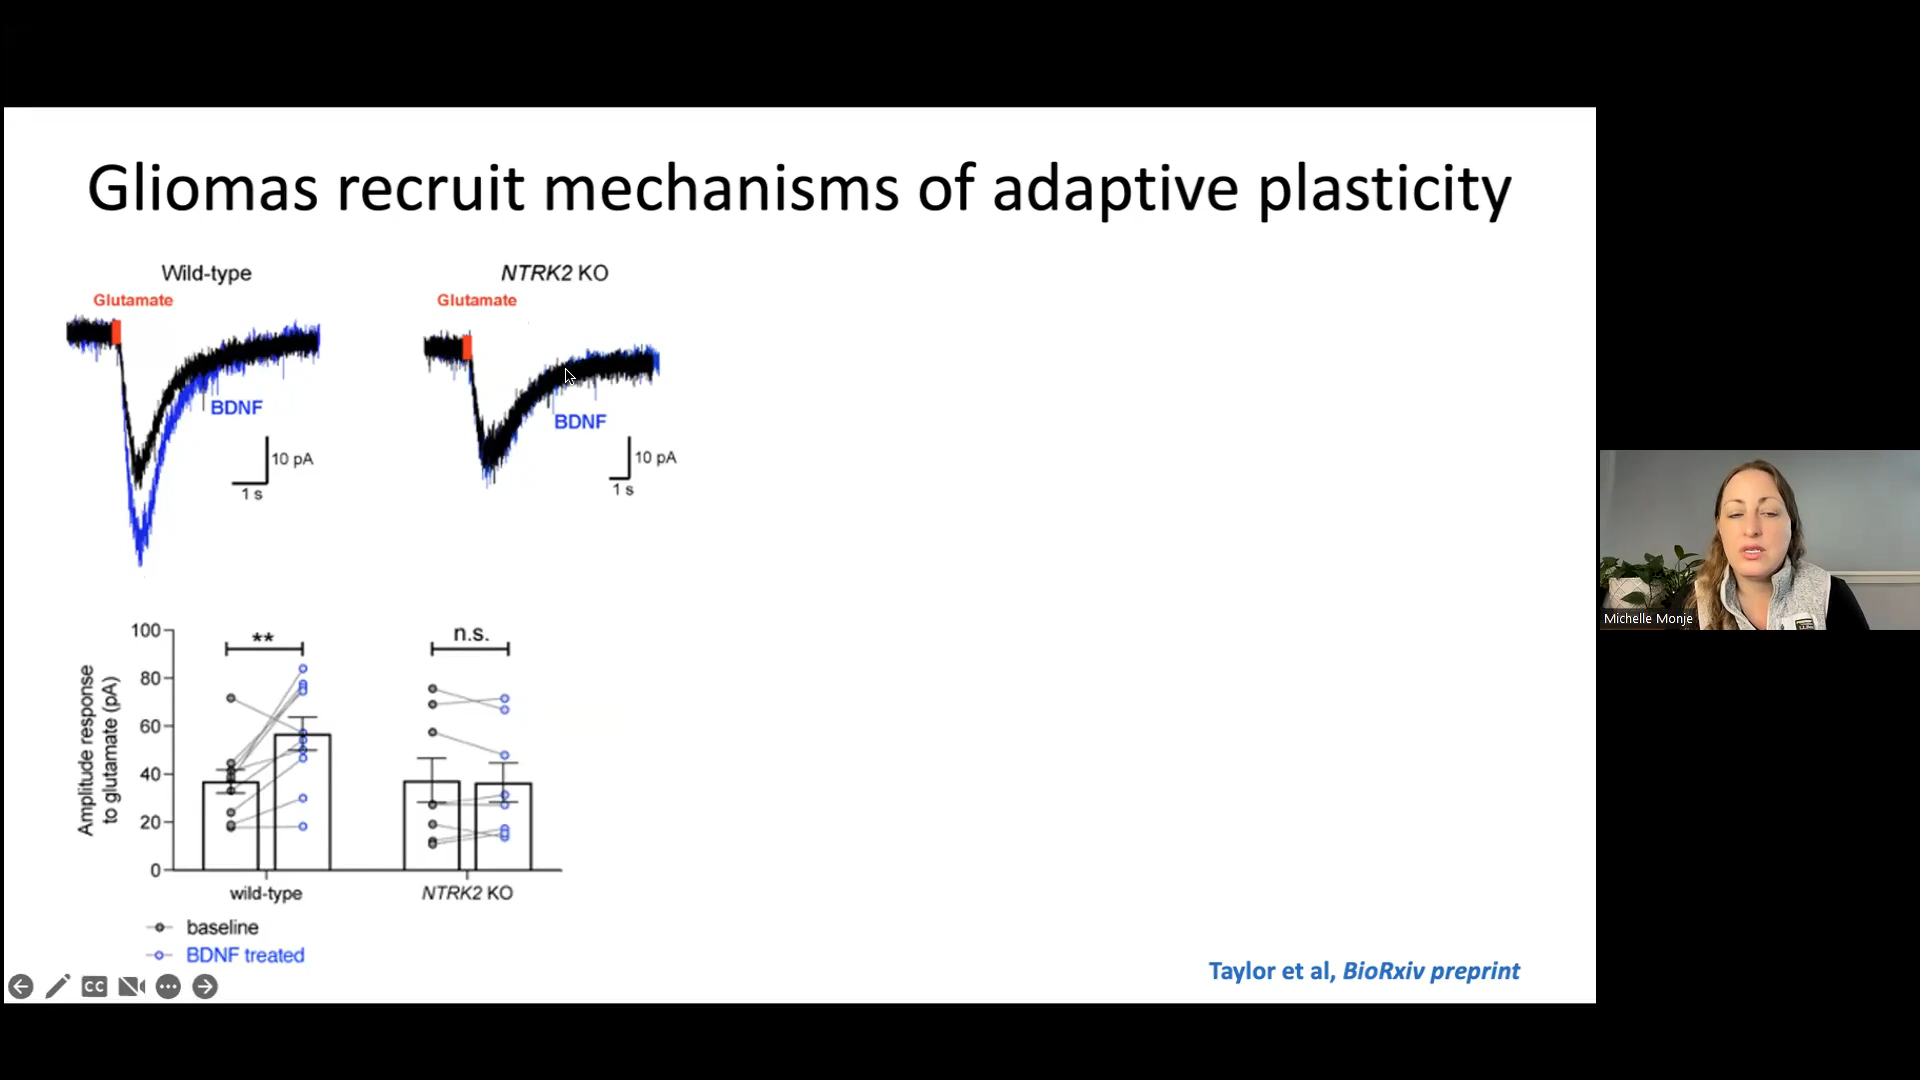 Gliomas recruit mechanisms of adaptive plasticity
Wild-type
Glutamate
BDNF
10 pA
1 s
NTRK2 KO
Glutamate
BDNF
10 pA
1 s
Amplitude response
to glutamate (pA)
100
80
60
40
20
0
**
n.s.
wild-type
NTRK2 KO
baseline
BDNF treated
Taylor et al, BioRxiv preprint
CC
Michelle Monje